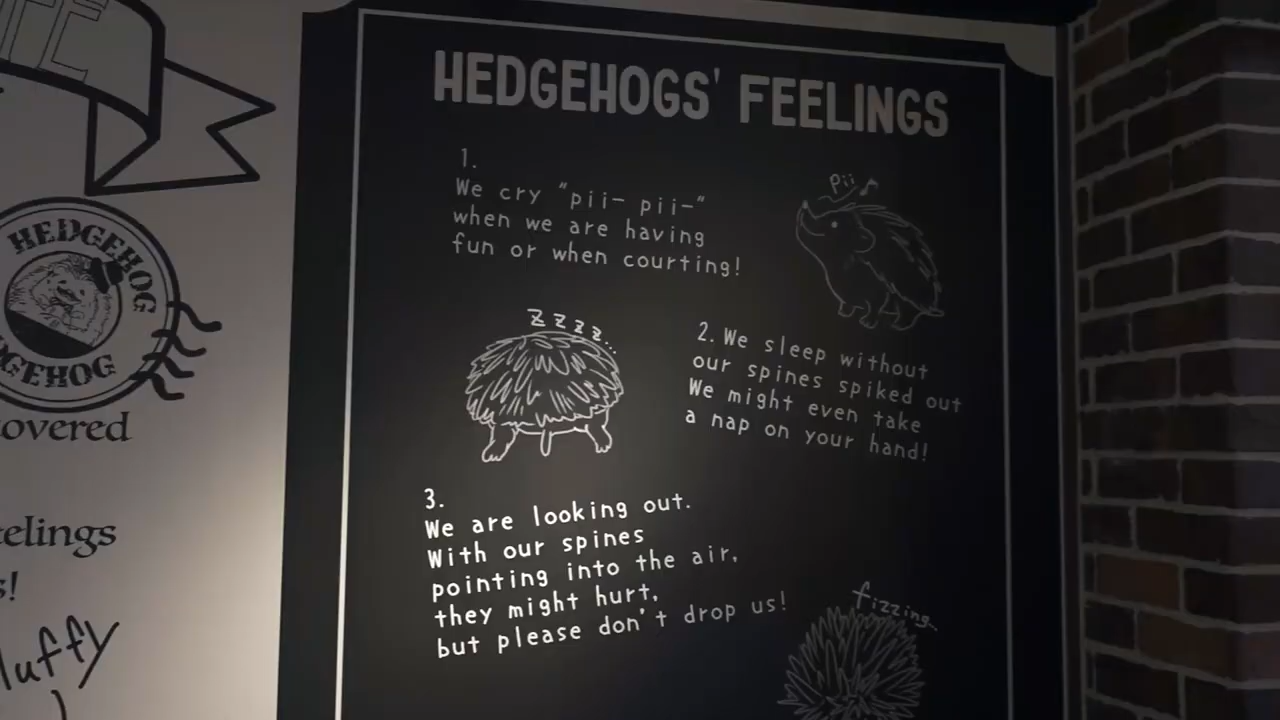 HEDGEHOGS' FEELINGS
1.
We cry "pii- pii-"
when we are having
fun or when courting!
Pii
zzzz...
2. We sleep without
our spines spiked out
We might even take
a nap on your hand!
3.
We are looking out.
With our spines
pointing into the air,
they might hurt,
but please don't drop us!
fizzing...
HEDGEHOG
HEDGEHOG
overed
eelings
s!
luffy